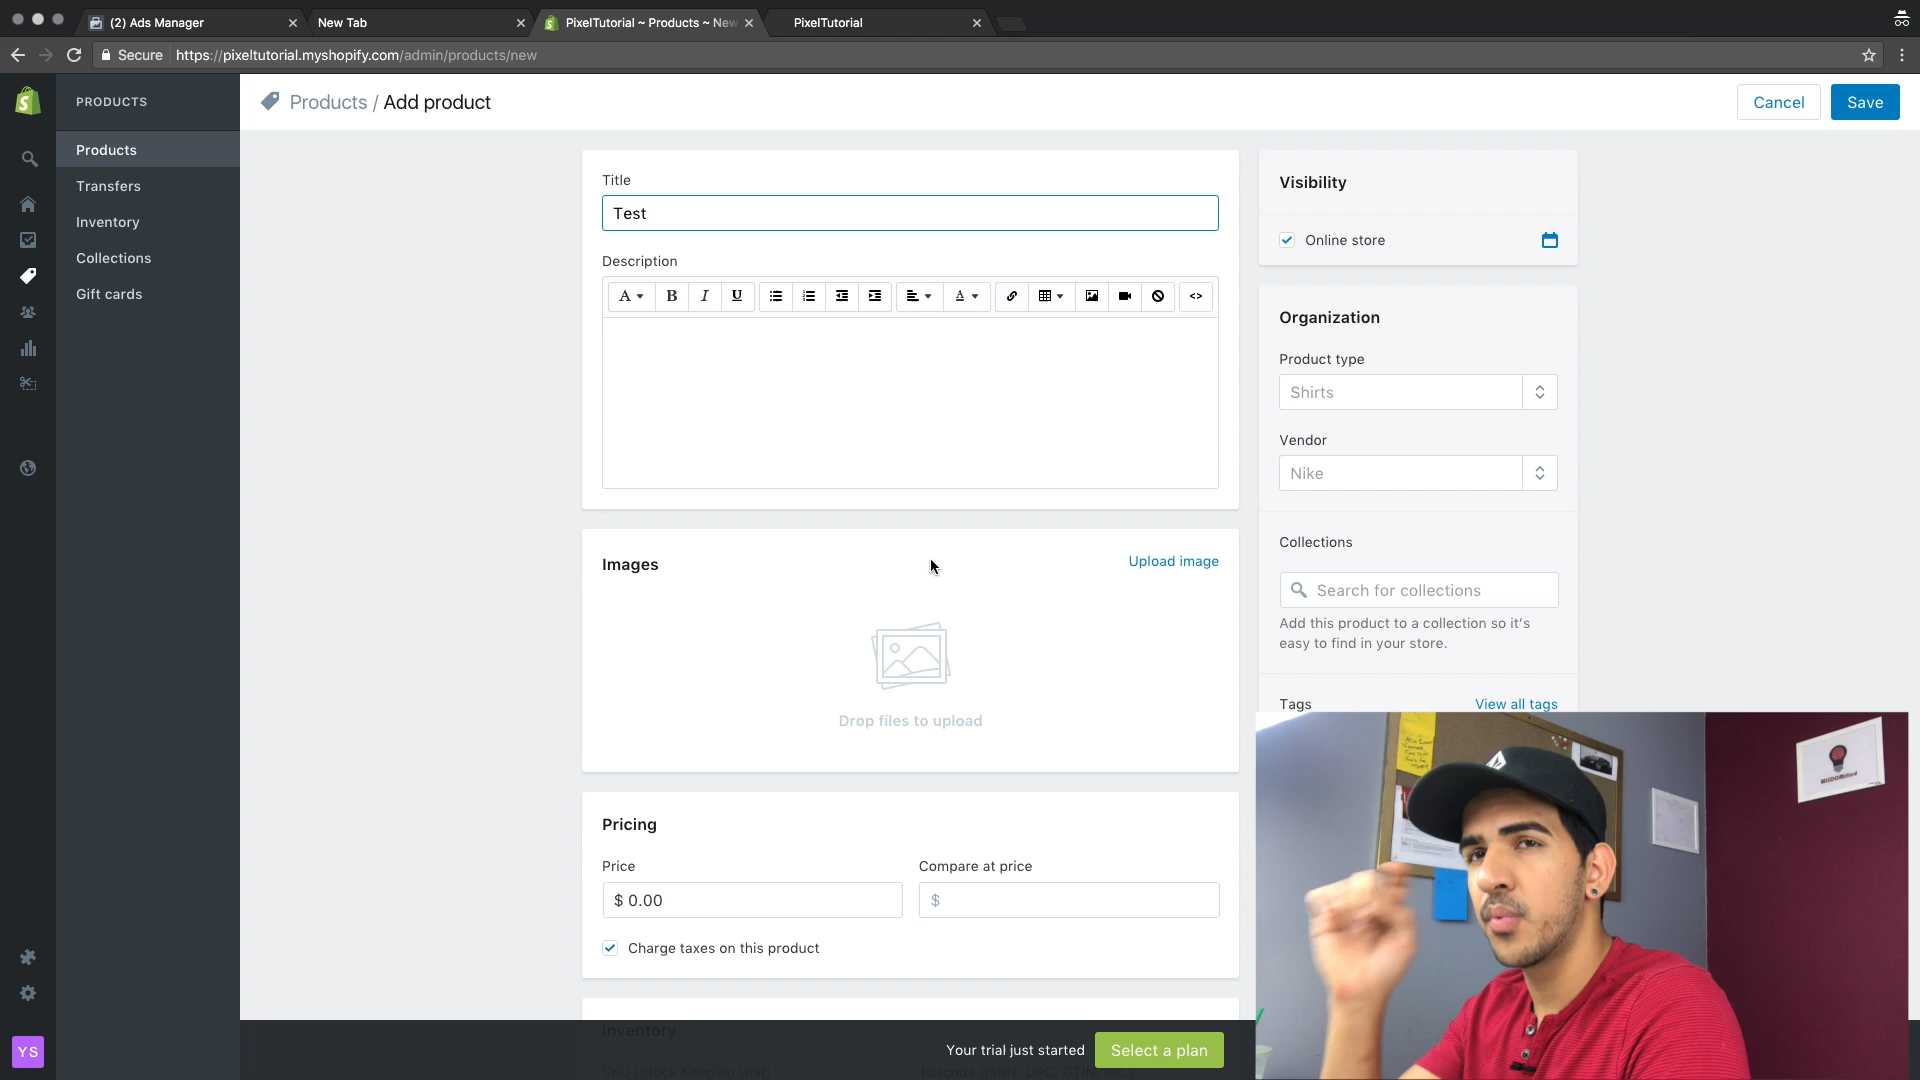 (2) Ads Manager
New Tab
PixelTutorial ~ Products ~ New
PixelTutorial
Secure
https://pixeltutorial.myshopify.com/admin/products/new
PRODUCTS
Products / Add product
Cancel
Save
Products
Transfers
Inventory
Collections
Gift cards
Title
Test
Description
A
B
I
U
A
<>
Images
Upload image
Drop files to upload
Pricing
Price
Compare at price
$ 0.00
$
Charge taxes on this product
Inventory
SKU (Stock Keeping Unit)
Barcode (ISBN, UPC, GTIN, etc.)
Visibility
Online store
Organization
Product type
Shirts
Vendor
Nike
Collections
Search for collections
Add this product to a collection so it's
easy to find in your store.
Tags
View all tags
YS
Your trial just started
Select a plan